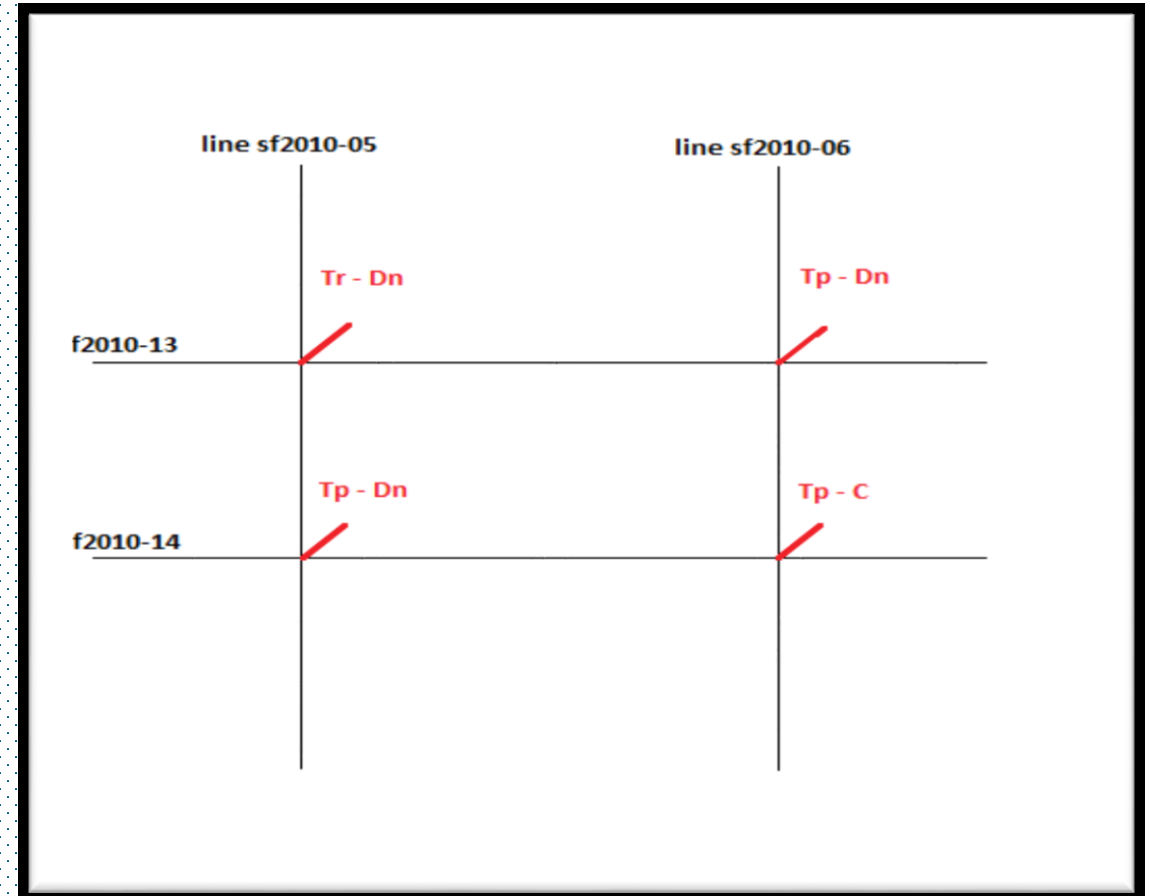 line sf2010-05
line sf2010-06
Tr - Dn
Tp - Dn
f2010-13
Tp - Dn
Tp - C
f2010-14